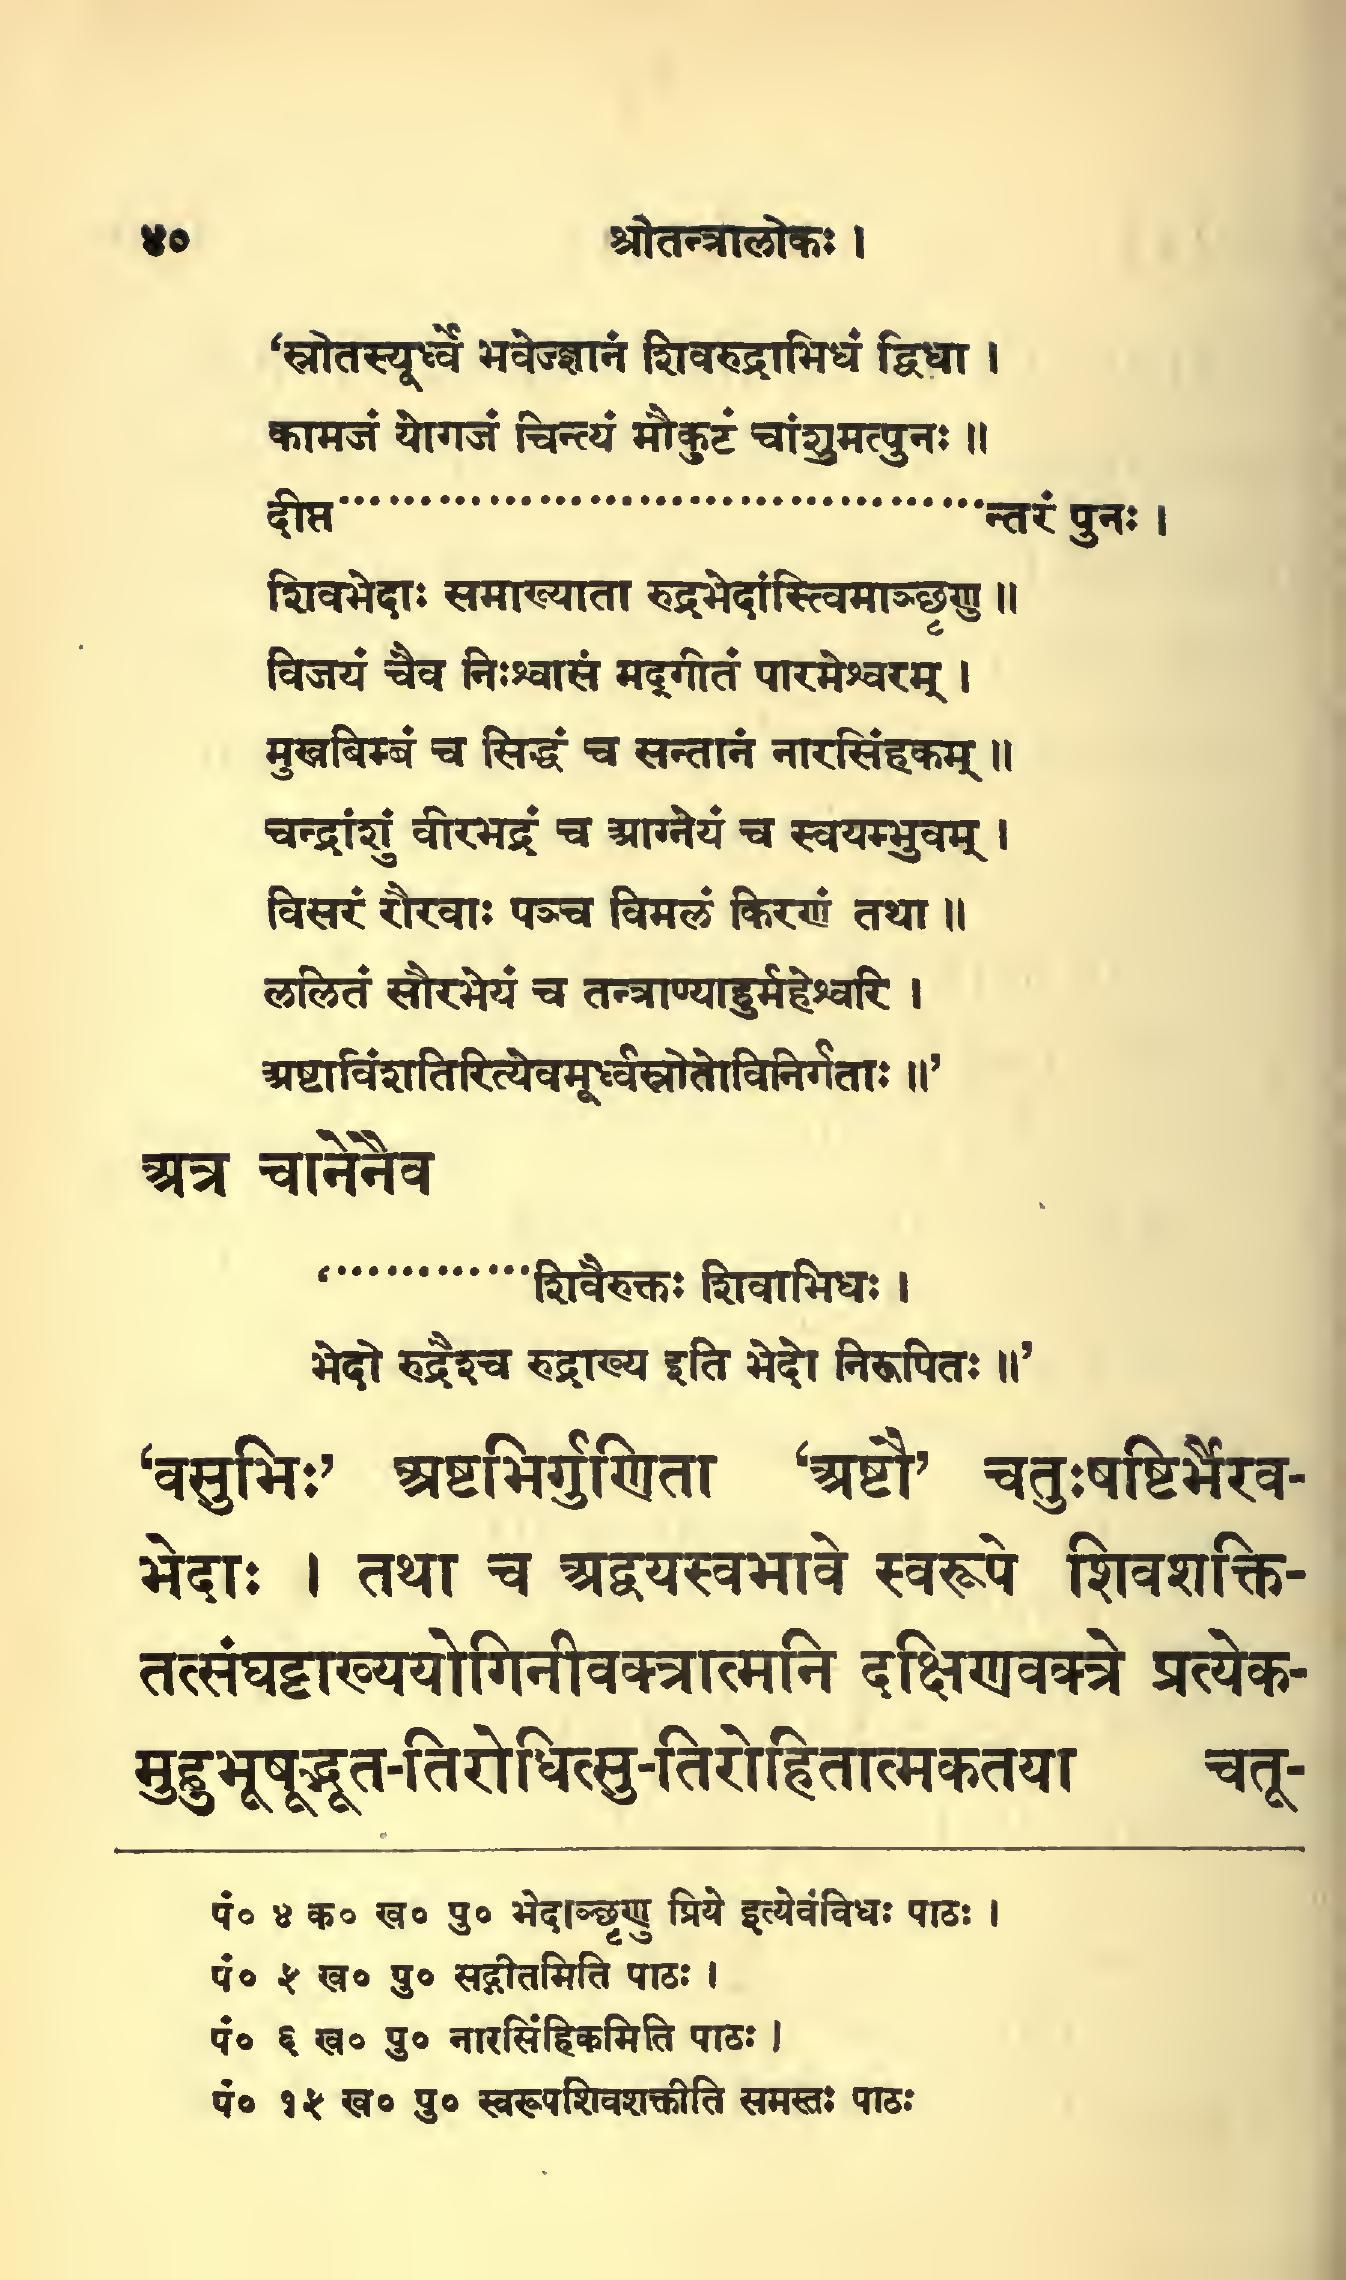 ४०
श्रीतन्त्रालोकः ।
‘स्रोतस्यूर्ध्वे भवेज्ज्ञानं शिवरुद्राभिधं द्विधा ।
कामजं योगजं चिन्त्यं मौकुटं चांशुमत्पुनः ॥
दीप्त········································न्तरं पुनः ।
शिवभेदाः समाख्याता रुद्रभेदांस्त्विमाञ्छृणु ॥
विजयं चैव निःश्वासं मद्गीतं पारमेश्वरम् ।
मुखबिम्बं च सिद्धं च सन्तानं नारसिंहकम् ॥
चन्द्रांशुं वीरभद्रं च आग्नेयं च स्वयम्भुवम् ।
विसरं रौरवाः पञ्च विमलं किरणं तथा ॥
ललितं सौरभेयं च तन्त्राण्याहुर्महेश्वरि ।
अष्टाविंशतिरित्येवमूर्ध्वस्रोतोविनिर्गताः ॥’
अत्र चानेनैव
‘·············शिवैरुक्तः शिवाभिधः ।
भेदो रुद्रैश्च रुद्राख्य इति भेदो निरूपितः ॥’
‘वसुभिः’ अष्टभिर्गुणिता ‘अष्टौ’ चतुःषष्टिर्भैरव-
भेदाः । तथा च अद्वयस्वभावे स्वरूपे शिवशक्ति-
तत्संघट्टाख्ययोगिनीवक्त्रात्मनि दक्षिणवक्त्रे प्रत्येक-
मुद्बुभूषूद्भूत-तिरोधित्सु-तिरोहितात्मकतया चतू-
पं० ४ क० ख० पु० भेदाञ्छृणु प्रिये इत्येवंविधः पाठः ।
पं० ५ ख० पु० सद्गीतमिति पाठः ।
पं० ६ ख० पु० नारसिंहिकमिति पाठः ।
पं० १५ ख० पु० स्वरूपशिवशक्तीति समस्तः पाठः